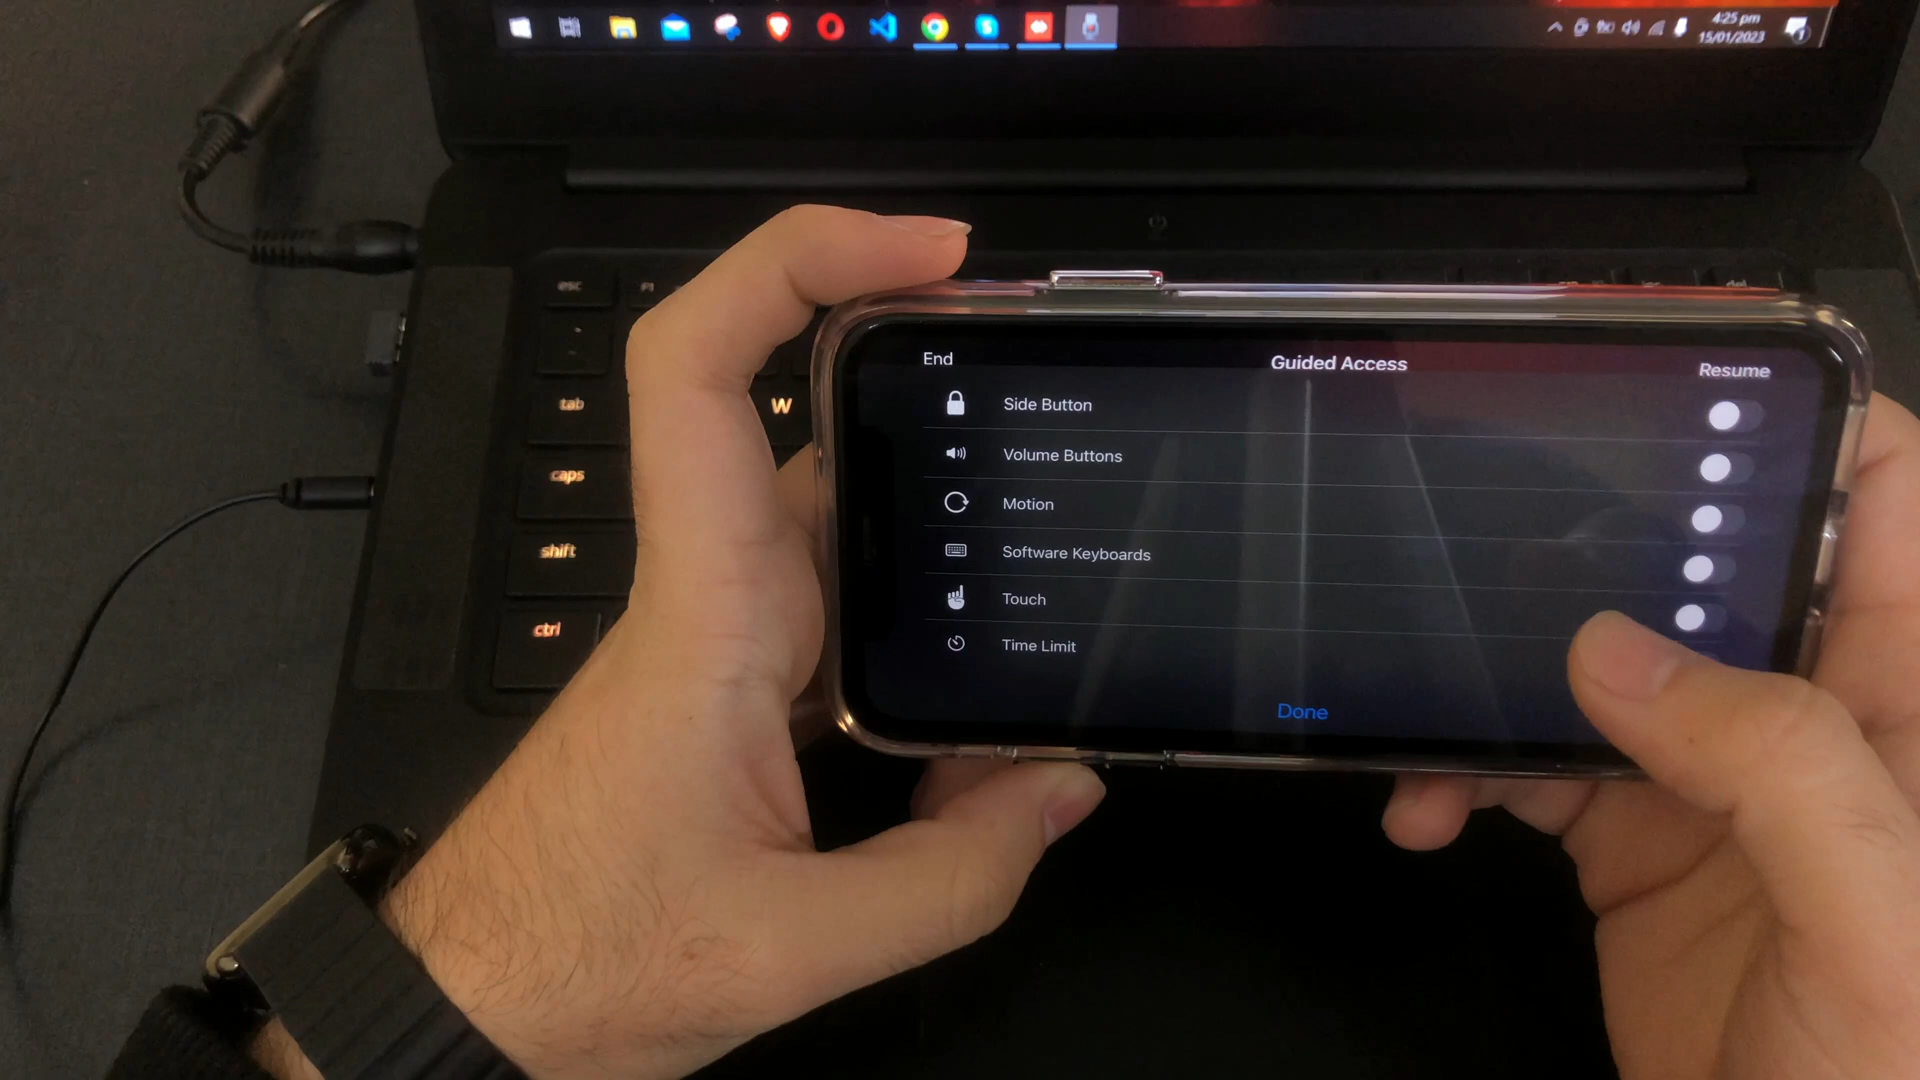 4:25 pm
15/01/2023
esc
F1
tab
W
caps
shift
ctrl
End
Guided Access
Resume
Side Button
Volume Buttons
Motion
Software Keyboards
Touch
Time Limit
Done